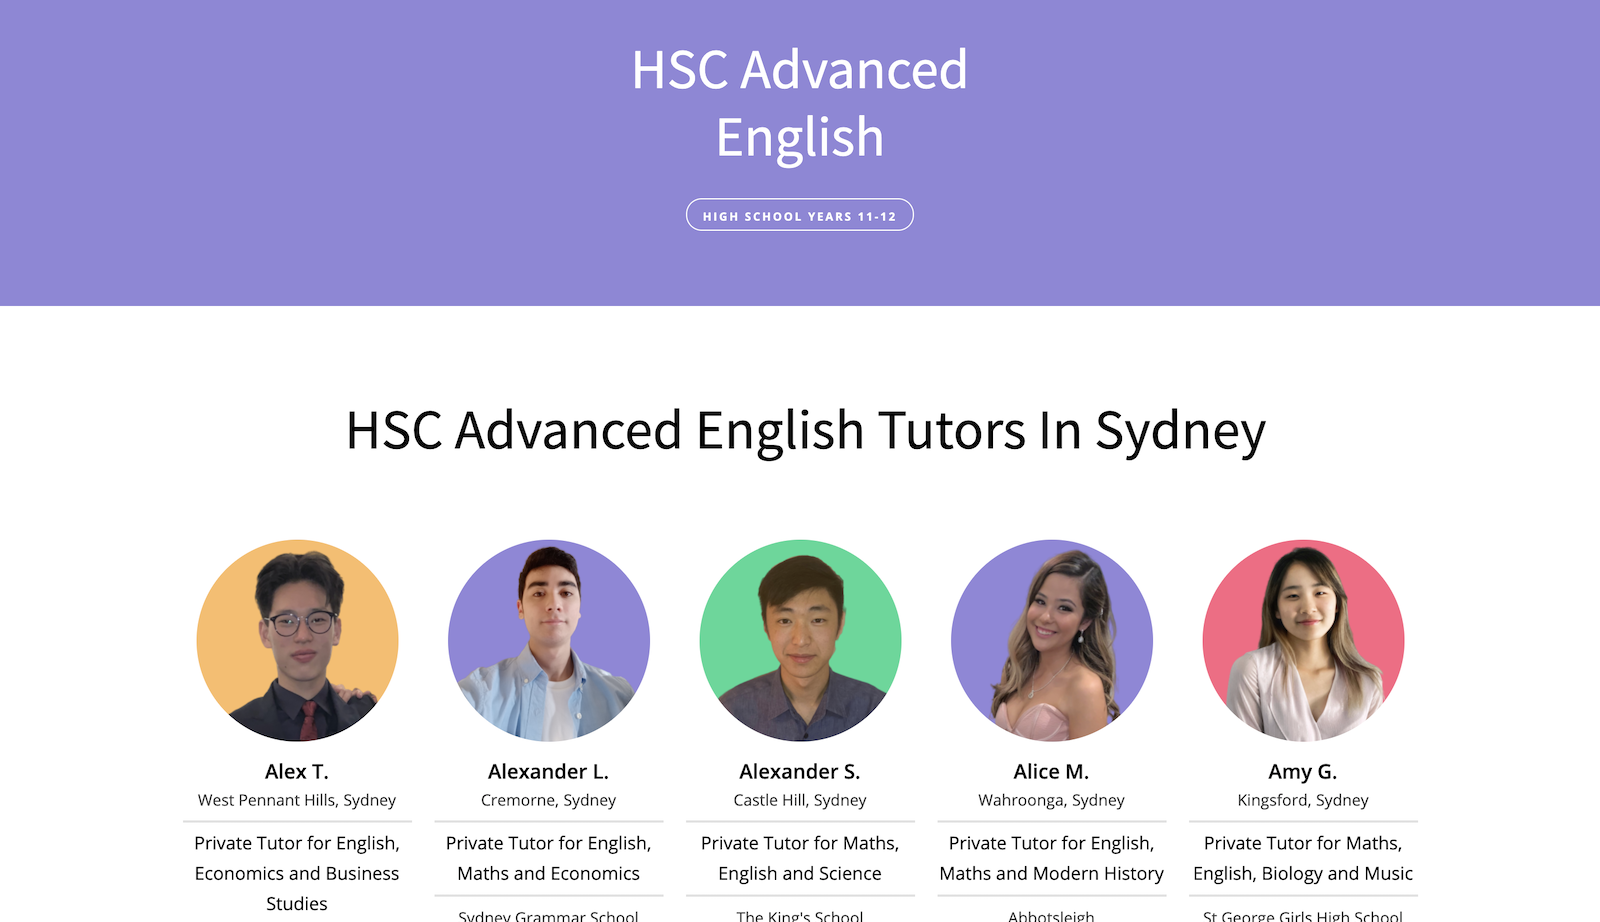 HSC Advanced
English
HIGH SCHOOL YEARS 11-12
HSC Advanced English Tutors In Sydney
Alex T.
West Pennant Hills, Sydney
Private Tutor for English,
Economics and Business
Studies
Alexander L.
Cremorne, Sydney
Private Tutor for English,
Maths and Economics
Sydney Grammar School
Alexander S.
Castle Hill, Sydney
Private Tutor for Maths,
English and Science
The King's School
Alice M.
Wahroonga, Sydney
Private Tutor for English,
Maths and Modern History
Abbotsleigh
Amy G.
Kingsford, Sydney
Private Tutor for Maths,
English, Biology and Music
St George Girls High School